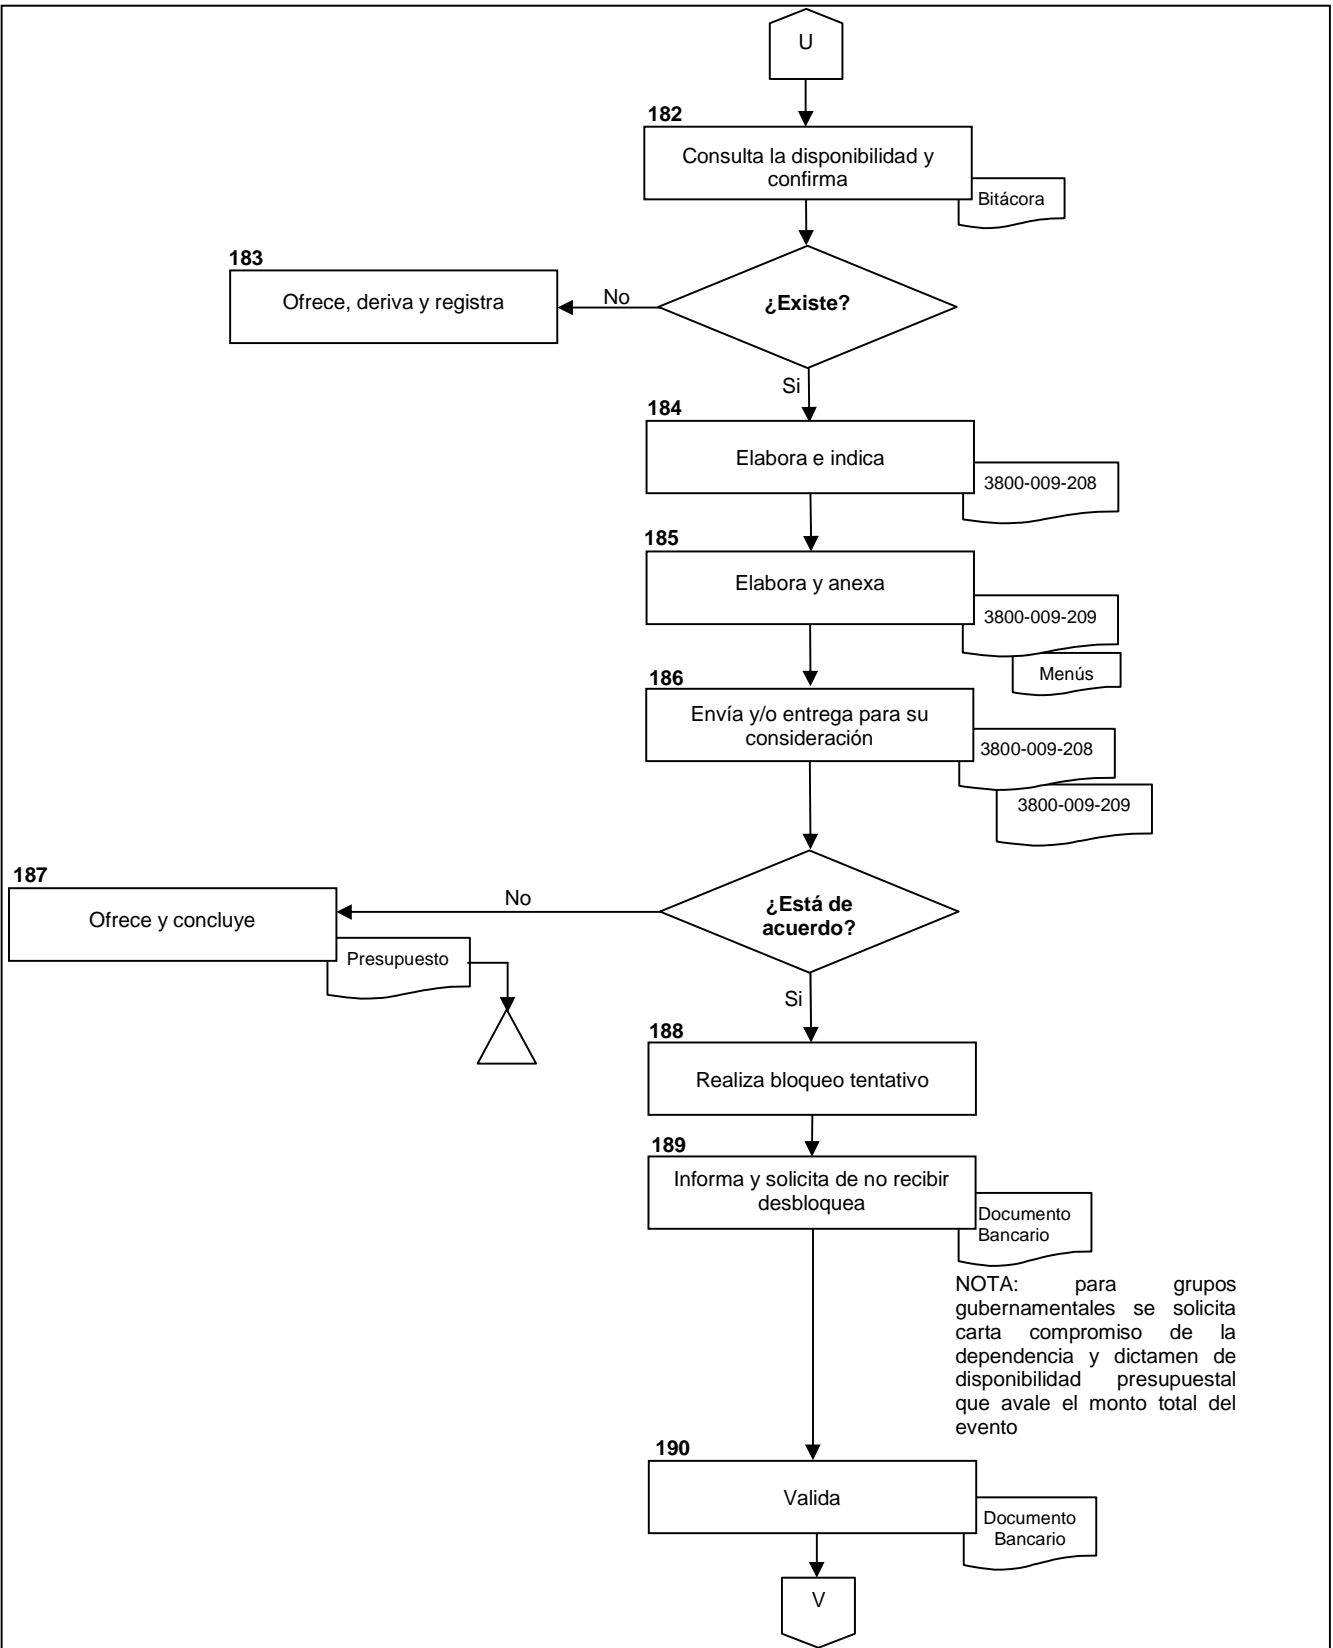 U
182
Consulta la disponibilidad y
confirma
Bitácora
183
Ofrece, deriva y registra
No
¿Existe?
Si
184
Elabora e indica
3800-009-208
185
Elabora y anexa
3800-009-209
Menús
186
Envía y/o entrega para su
consideración
3800-009-208
3800-009-209
187
Ofrece y concluye
No
¿Está de
acuerdo?
Presupuesto
Si
188
Realiza bloqueo tentativo
189
Informa y solicita de no recibir
desbloquea
Documento
Bancario
NOTA: para grupos
gubernamentales se solicita
carta compromiso de la
dependencia y dictamen de
disponibilidad presupuestal
que avale el monto total del
evento
190
Valida
Documento
Bancario
V